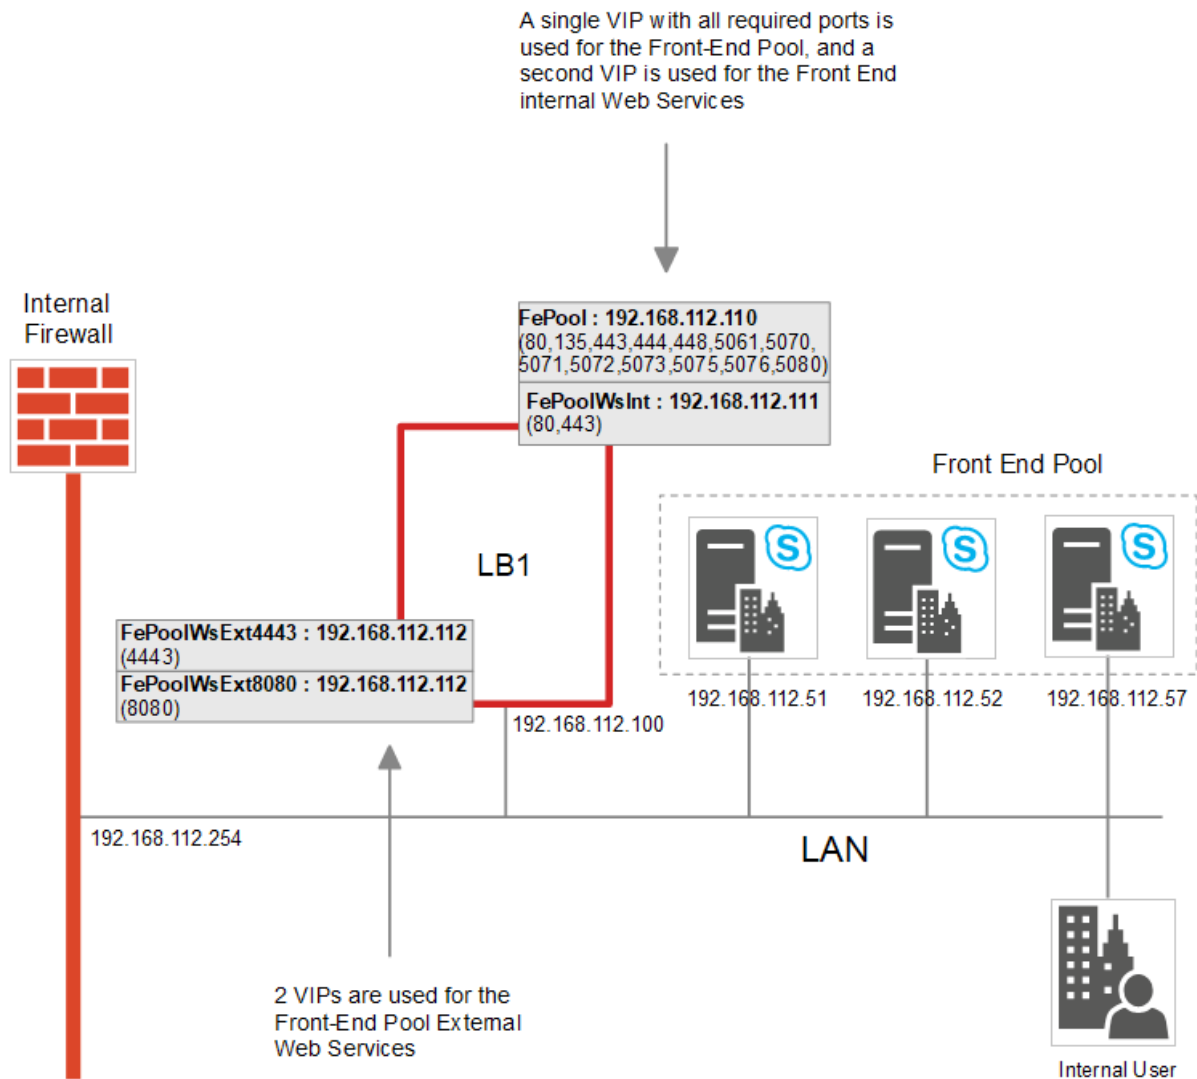 A single VIP with all required ports is
used for the Front-End Pool, and a
second VIP is used for the Front End
internal Web Services
Internal
Firewall
FePool : 192.168.112.110
(80,135,443,444,448,5061,5070,
5071,5072,5073,5075,5076,5080)
FePoolWsInt : 192.168.112.111
(80,443)
Front End Pool
LB1
S
S
S
FePoolWsExt4443 : 192.168.112.112
(4443)
FePoolWsExt8080 : 192.168.112.112
(8080)
192.168.112.100
192.168.112.51
192.168.112.52
192.168.112.57
192.168.112.254
LAN
2 VIPs are used for the
Front-End Pool External
Web Services
Internal User